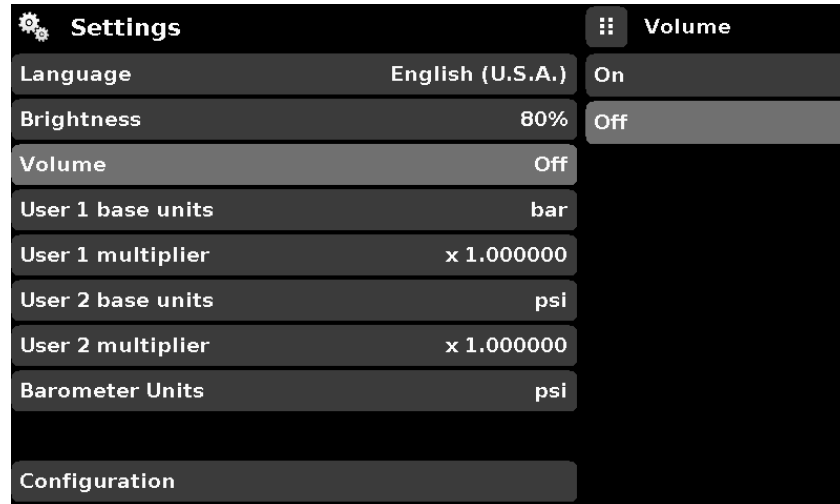 Settings
Language English (U.S.A.)
Brightness 80%
Volume Off
User 1 base units bar
User 1 multiplier x 1.000000
User 2 base units psi
User 2 multiplier x 1.000000
Barometer Units psi
Configuration
Volume
On
Off